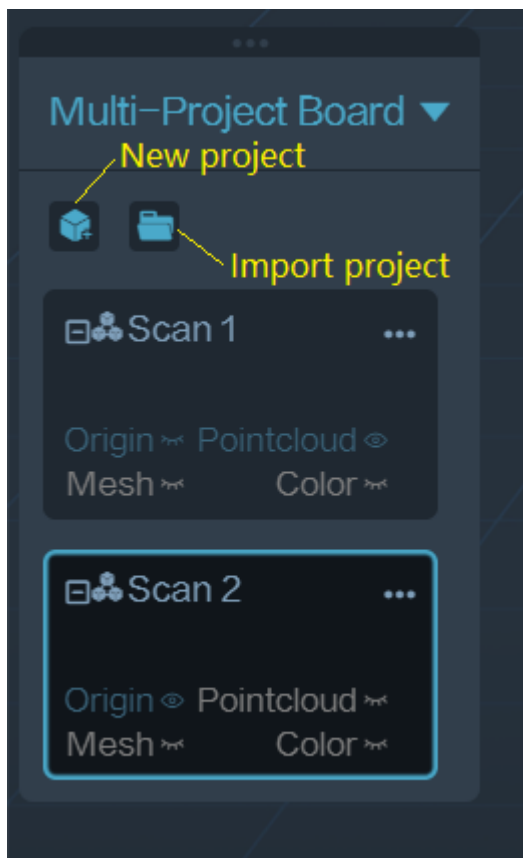 Multi-Project Board
New project
Import project
Scan 1
Origin Pointcloud
Mesh Color
Scan 2
Origin Pointcloud
Mesh Color